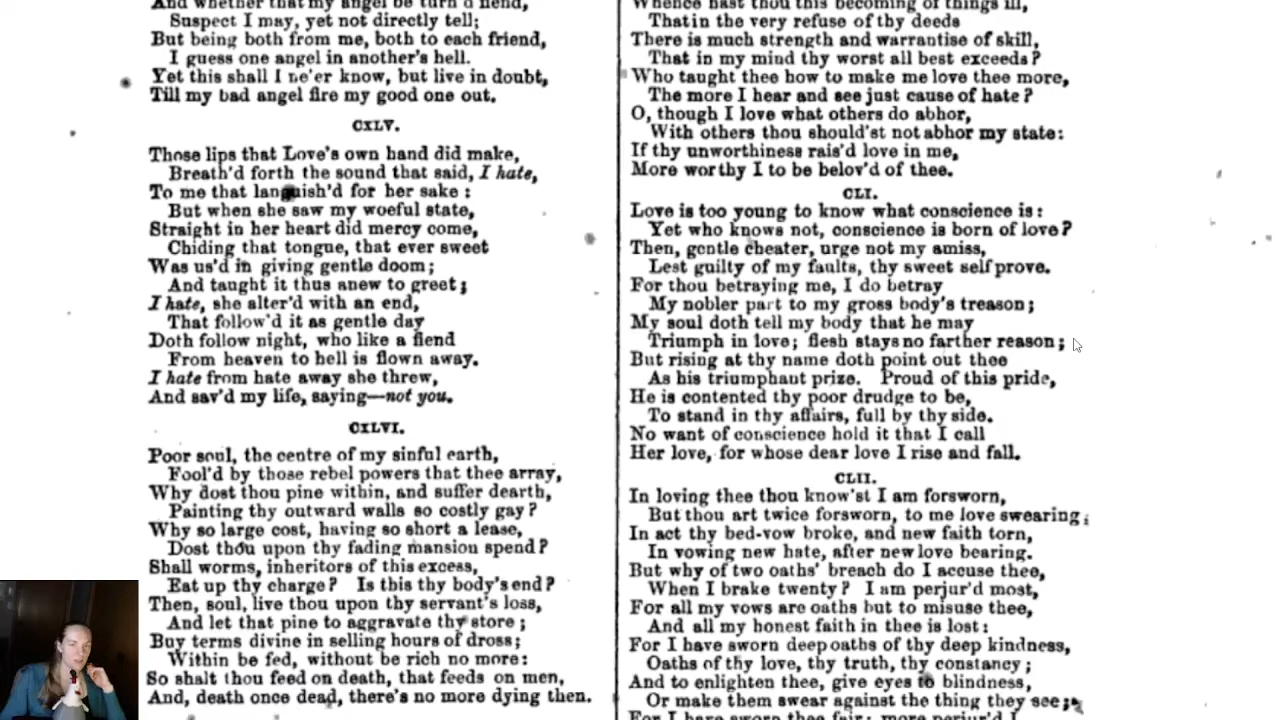 And whether that my angel be turn'd fiend,
Suspect I may, yet not directly tell;
But being both from me, both to each friend,
I guess one angel in another's hell.
Yet this shall I ne'er know, but live in doubt,
Till my bad angel fire my good one out.
CXLV.
Those lips that Love's own hand did make,
Breath'd forth the sound that said, I hate,
To me that languish'd for her sake :
But when she saw my woeful state,
Straight in her heart did mercy come,
Chiding that tongue, that ever sweet
Was us'd in giving gentle doom;
And taught it thus anew to greet;
I hate, she alter'd with an end,
That follow'd it as gentle day
Doth follow night, who like a fiend
From heaven to hell is flown away.
I hate from hate away she threw,
And sav'd my life, saying—not you.
CXLVI.
Poor soul, the centre of my sinful earth,
Fool'd by those rebel powers that thee array,
Why dost thou pine within, and suffer dearth,
Painting thy outward walls so costly gay?
Why so large cost, having so short a lease,
Dost thou upon thy fading mansion spend?
Shall worms, inheritors of this excess,
Eat up thy charge? Is this thy body's end?
Then, soul, live thou upon thy servant's loss,
And let that pine to aggravate thy store ;
Buy terms divine in selling hours of dross;
Within be fed, without be rich no more:
So shalt thou feed on death, that feeds on men,
And, death once dead, there's no more dying then.
Whence hast thou this becoming of things ill,
That in the very refuse of thy deeds
There is much strength and warrantise of skill,
That in my mind thy worst all best exceeds?
Who taught thee how to make me love thee more,
The more I hear and see just cause of hate?
O, though I love what others do abhor,
With others thou should'st not abhor my state:
If thy unworthiness rais'd love in me,
More worthy I to be belov'd of thee.
CLI.
Love is too young to know what conscience is:
Yet who knows not, conscience is born of love?
Then, gentle cheater, urge not my amiss,
Lest guilty of my faults, thy sweet self prove.
For thou betraying me, I do betray
My nobler part to my gross body's treason;
My soul doth tell my body that he may
Triumph in love; flesh stays no farther reason;
But rising at thy name doth point out thee
As his triumphant prize. Proud of this pride,
He is contented thy poor drudge to be,
To stand in thy affairs, full by thy side.
No want of conscience hold it that I call
Her love, for whose dear love I rise and fall.
CLII.
In loving thee thou know'st I am forsworn,
But thou art twice forsworn, to me love swearing;
In act thy bed-vow broke, and new faith torn,
In vowing new hate, after new love bearing.
But why of two oaths' breach do I accuse thee,
When I brake twenty? I am perjur'd most,
For all my vows are oaths but to misuse thee,
And all my honest faith in thee is lost:
For I have sworn deep oaths of thy deep kindness,
Oaths of thy love, thy truth, thy constancy;
And to enlighten thee, give eyes to blindness,
Or make them swear against the thing they see;
For I have sworn thee fair: more perjur'd I